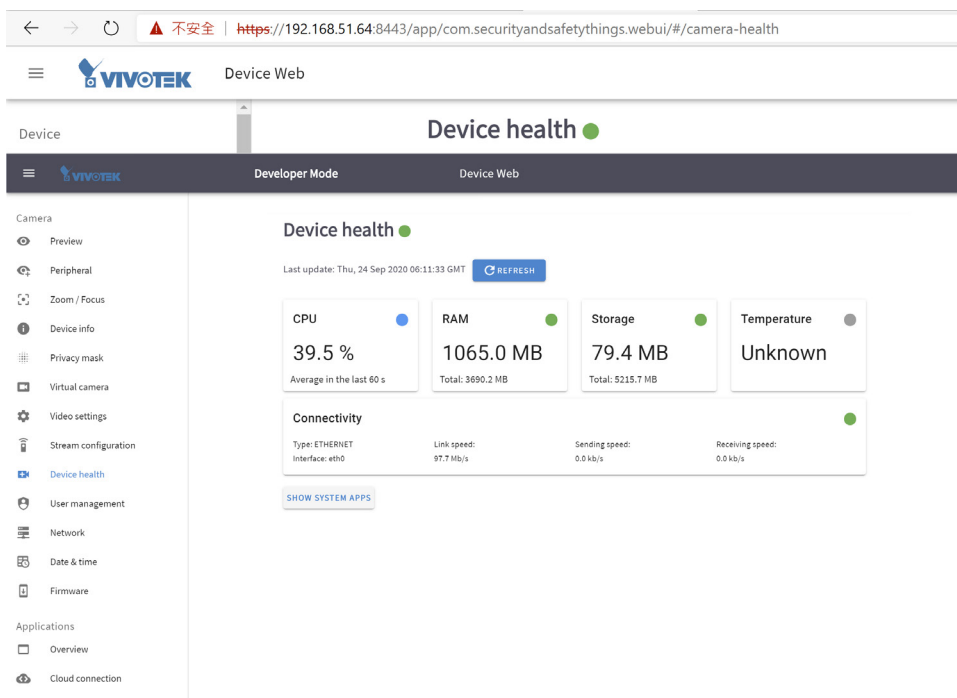 不安全 | https://192.168.51.64:8443/app/com.securityandsafetythings.webui/#/camera-health
VIVOTEK Device Web
Device
Device health
VIVOTEK Developer Mode Device Web
Camera
Preview
Peripheral
Zoom / Focus
Device info
Privacy mask
Virtual camera
Video settings
Stream configuration
Device health
User management
Network
Date & time
Firmware
Applications
Overview
Cloud connection
Device health
Last update: Thu, 24 Sep 2020 06:11:33 GMT REFRESH
CPU
39.5 %
Average in the last 60 s
RAM
1065.0 MB
Total: 3690.2 MB
Storage
79.4 MB
Total: 5215.7 MB
Temperature
Unknown
Connectivity
Type: ETHERNET Link speed: Sending speed: Receiving speed:
Interface: eth0 97.7 Mb/s 0.0 kb/s 0.0 kb/s
SHOW SYSTEM APPS